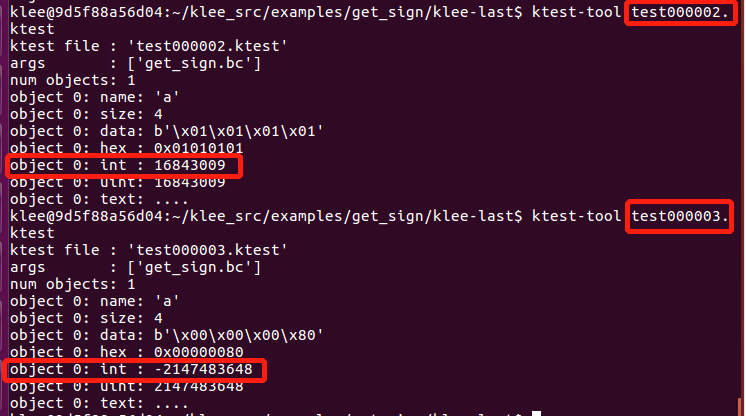 klee@9d5f88a56d04:~/klee_src/examples/get_sign/klee-last$ ktest-tool test000002.
ktest
ktest file : 'test000002.ktest'
args       : ['get_sign.bc']
num objects: 1
object 0: name: 'a'
object 0: size: 4
object 0: data: b'\x01\x01\x01\x01'
object 0: hex : 0x01010101
object 0: int : 16843009
object 0: uint: 16843009
object 0: text: ....
klee@9d5f88a56d04:~/klee_src/examples/get_sign/klee-last$ ktest-tool test000003.
ktest
ktest file : 'test000003.ktest'
args       : ['get_sign.bc']
num objects: 1
object 0: name: 'a'
object 0: size: 4
object 0: data: b'\x00\x00\x00\x80'
object 0: hex : 0x00000080
object 0: int : -2147483648
object 0: uint: 2147483648
object 0: text: ....